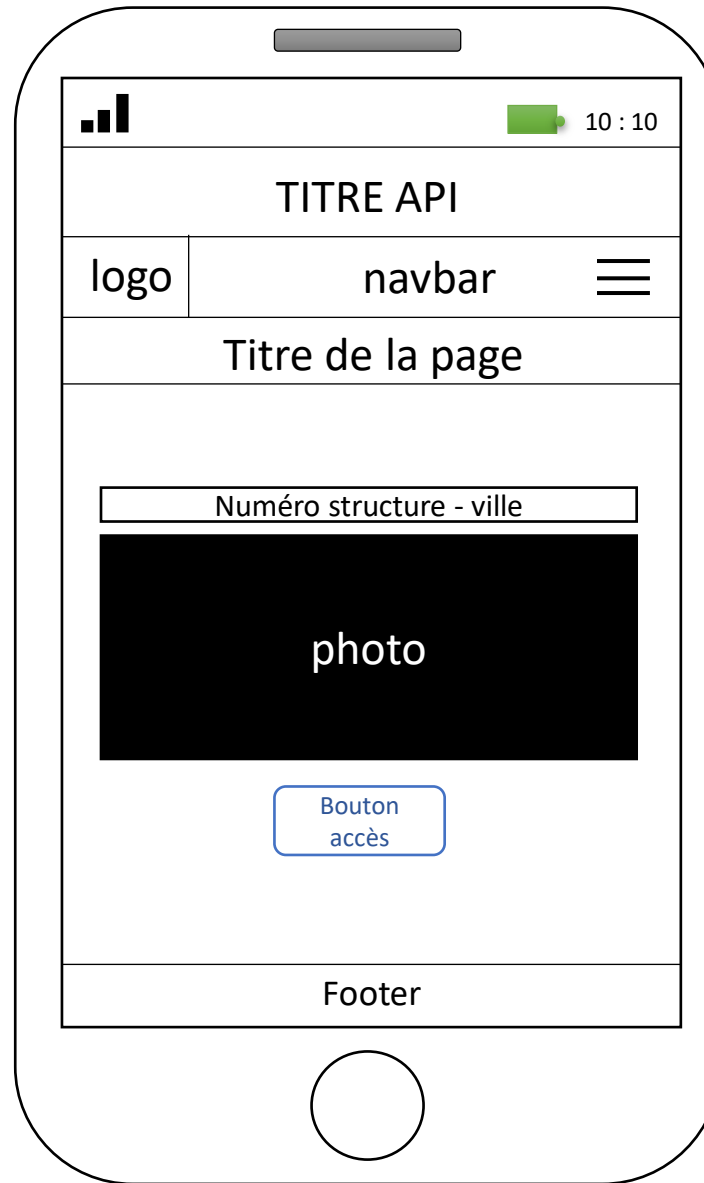 10 : 10
TITRE API
logo navbar
Titre de la page
Numéro structure - ville
photo
Bouton
accès
Footer